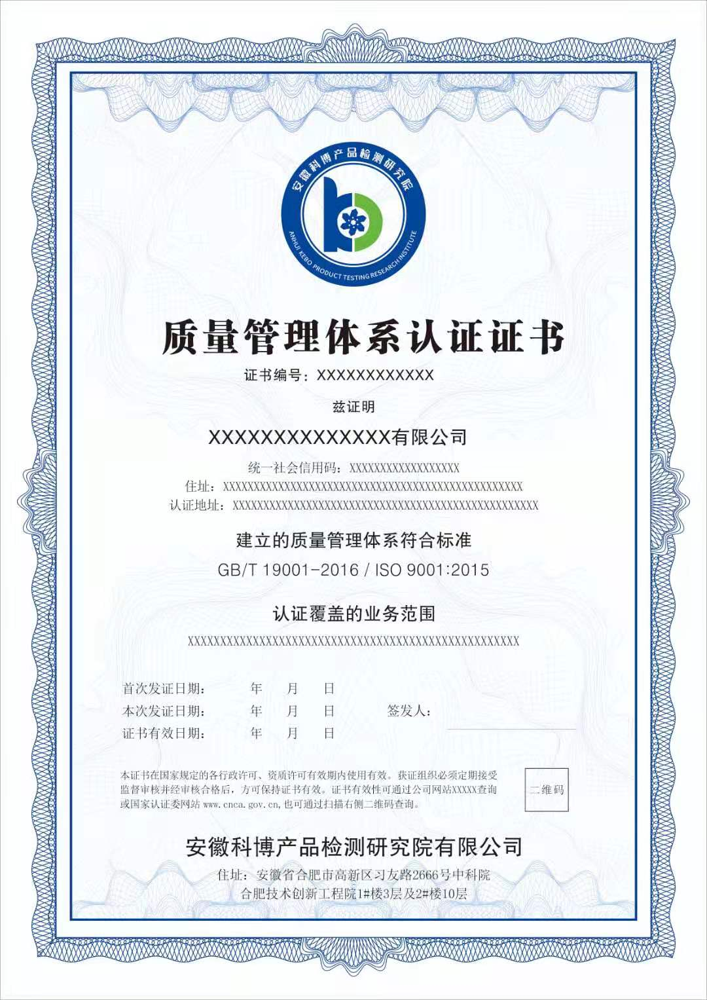 安徽科博产品检测研究院
ANHUI KEBO PRODUCT TESTING RESEARCH INSTITUTE
质量管理体系认证证书
证书编号：XXXXXXXXXXXX
兹证明
XXXXXXXXXXXXXX有限公司
统一社会信用码：XXXXXXXXXXXXXXXXXX
住址：XXXXXXXXXXXXXXXXXXXXXXXXXXXXXXXXXXXXXXXXXXXXXXXXX
认证地址：XXXXXXXXXXXXXXXXXXXXXXXXXXXXXXXXXXXXXXXXXXXXXXXXXX
建立的质量管理体系符合标准
GB/T 19001-2016 / ISO 9001:2015
认证覆盖的业务范围
XXXXXXXXXXXXXXXXXXXXXXXXXXXXXXXXXXXXXXXXXXXXXXXXXXX
首次发证日期： 年 月 日
本次发证日期： 年 月 日 签发人：
证书有效日期： 年 月 日
本证书在国家规定的各行政许可、资质许可有效期内使用有效。获证组织必须定期接受
监督审核并经审核合格后，方可保持证书有效。证书有效性可通过公司网站XXXXX查询
或国家认证委网站 www.cnca.gov.cn,也可通过扫描右侧二维码查询。
二维码
安徽科博产品检测研究院有限公司
住址：安徽省合肥市高新区习友路2666号中科院
合肥技术创新工程院1#楼3层及2#楼10层